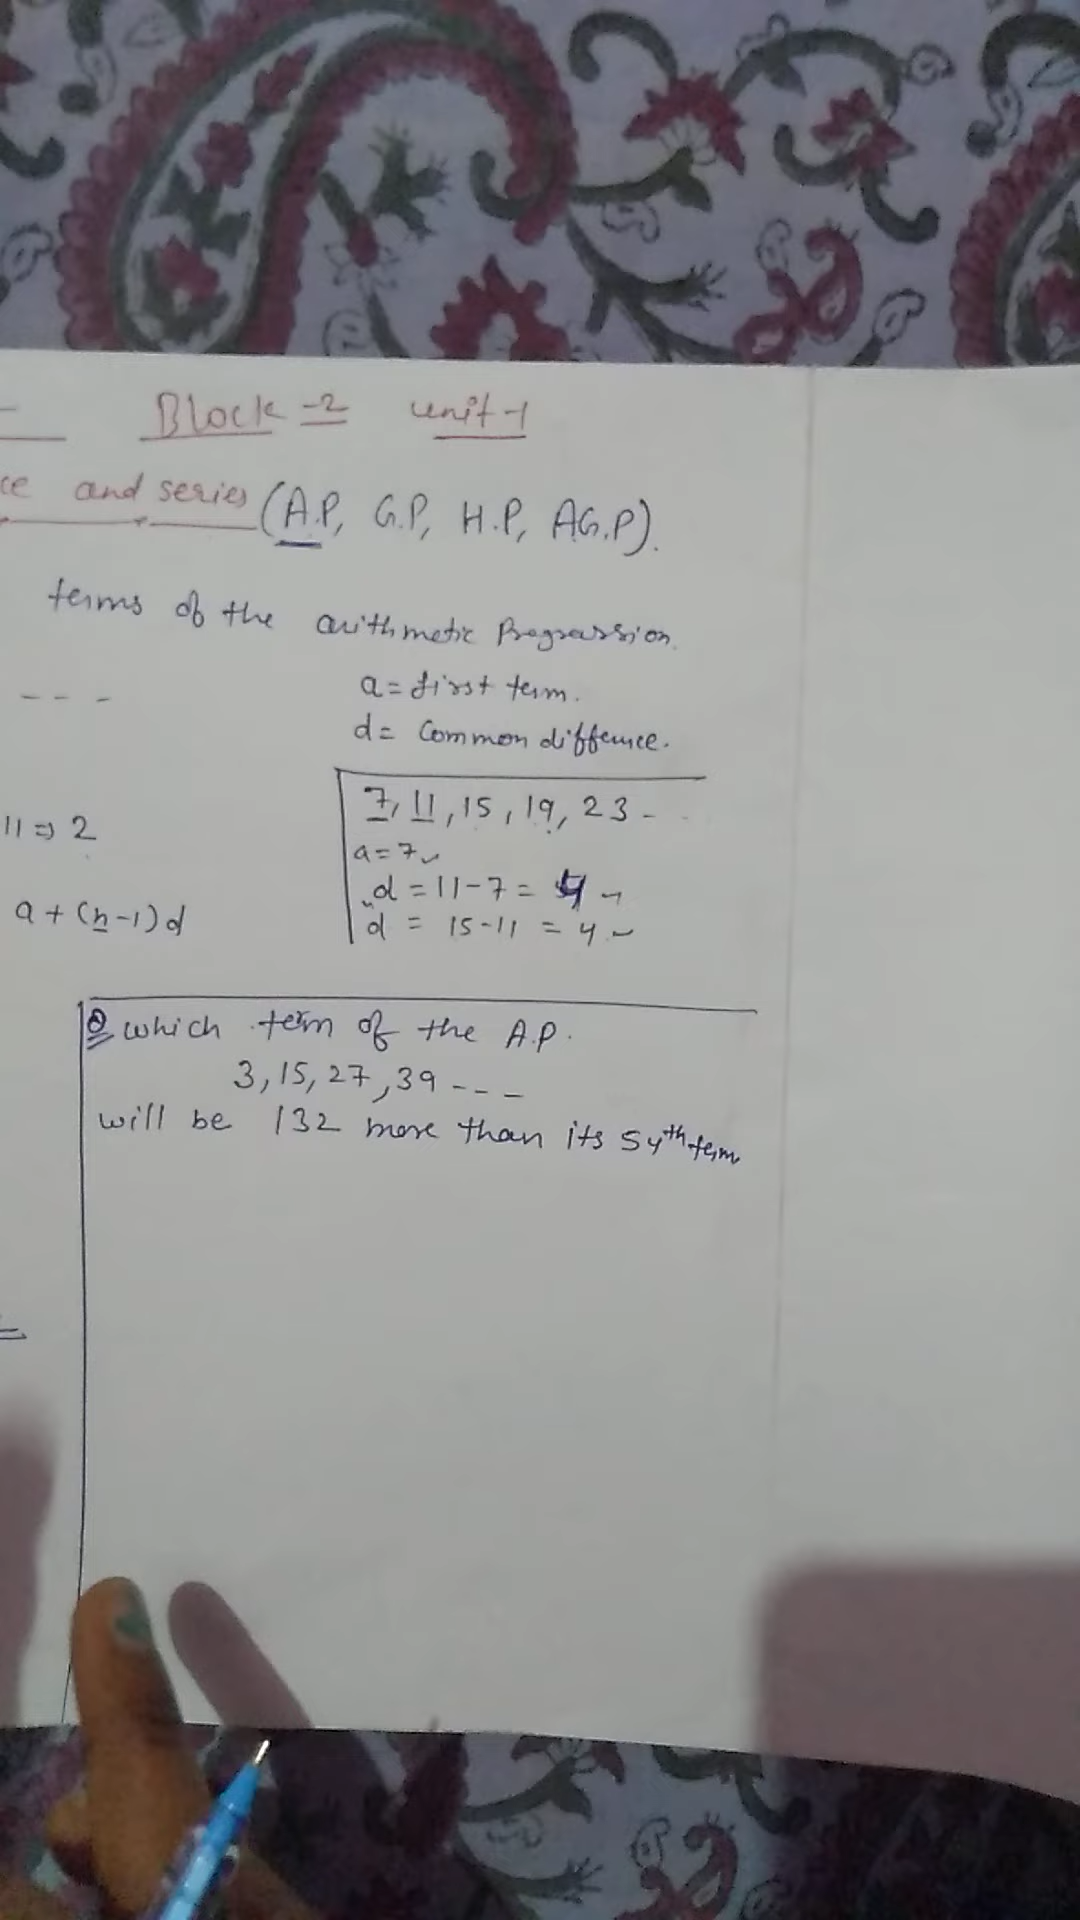 Block-2 unit-1
ce and series (A.P, G.P, H.P, AG.P).
terms of the arithmetic Progression.
--- a = first term.
d = Common diffence.
7, 11, 15, 19, 23 -
11 => 2
a = 7
d = 11-7 = 4
a + (n-1)d
d = 15-11 = 4
Q which term of the A.P.
3, 15, 27, 39 ---
will be 132 more than its 54th term